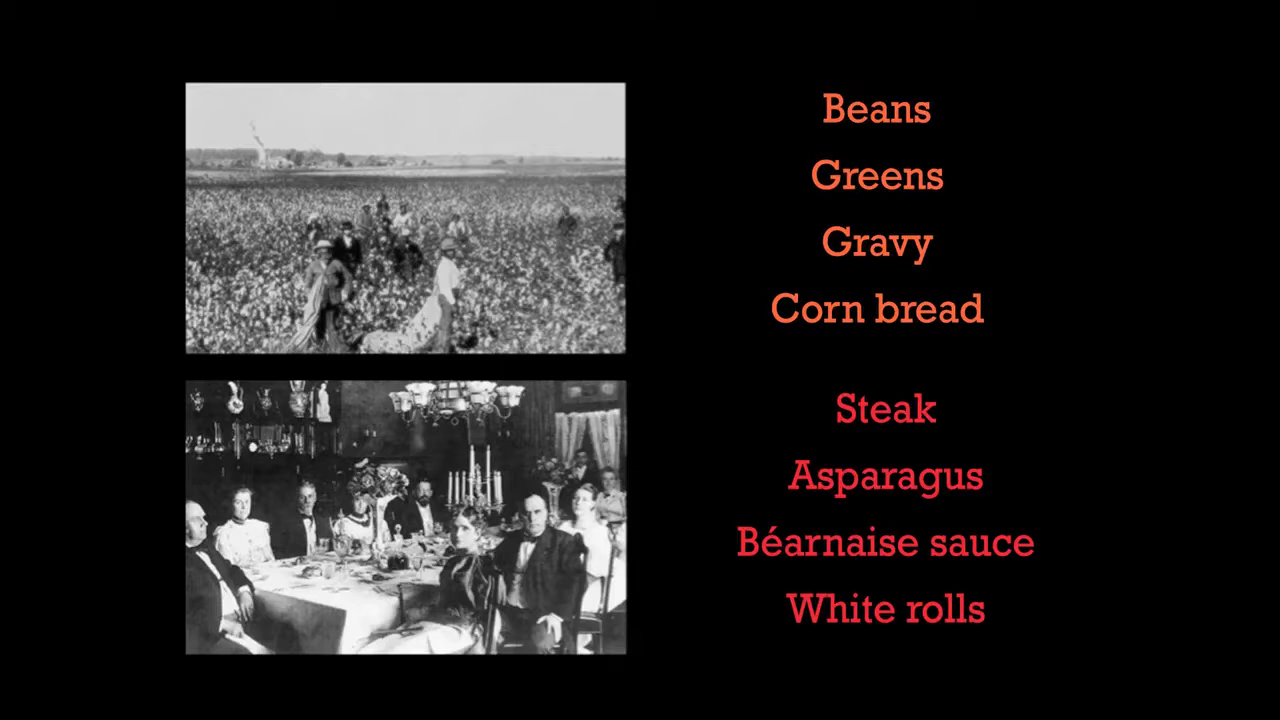 Beans
Greens
Gravy
Corn bread
Steak
Asparagus
Béarnaise sauce
White rolls